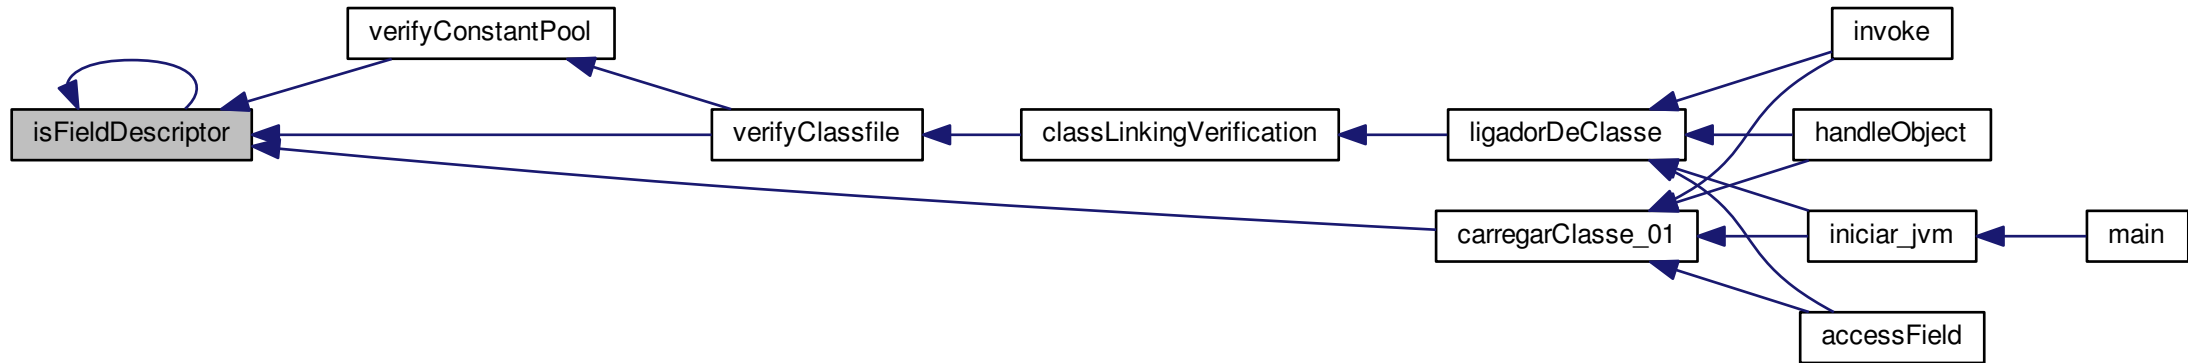 verifyConstantPool
invoke
isFieldDescriptor
verifyClassfile
classLinkingVerification
ligadorDeClasse
handleObject
carregarClasse_01
iniciar_jvm
main
accessField